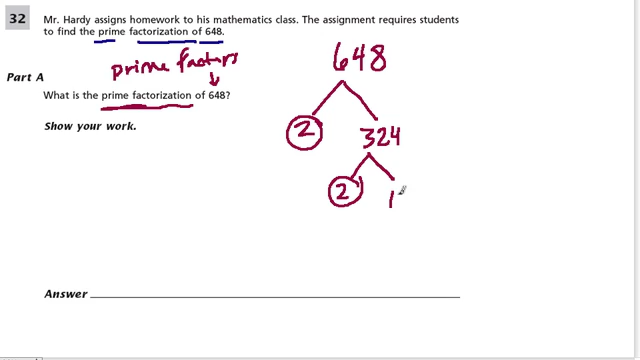 32 Mr. Hardy assigns homework to his mathematics class. The assignment requires students
to find the prime factorization of 648.
prime factors
648
Part A
What is the prime factorization of 648?
Show your work.
2 324
2 1
Answer